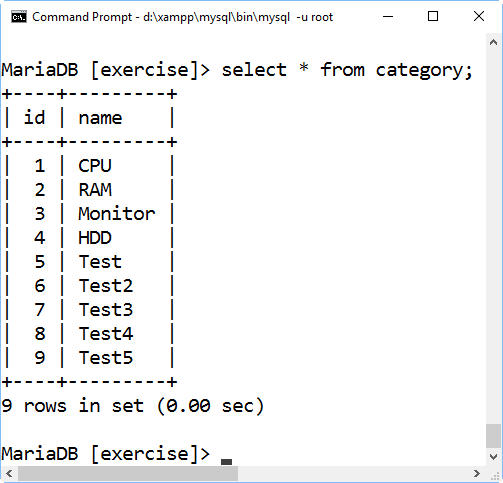 Command Prompt - d:\xampp\mysql\bin\mysql  -u root
MariaDB [exercise]> select * from category;
+----+---------+
| id | name    |
+----+---------+
|  1 | CPU     |
|  2 | RAM     |
|  3 | Monitor |
|  4 | HDD     |
|  5 | Test    |
|  6 | Test2   |
|  7 | Test3   |
|  8 | Test4   |
|  9 | Test5   |
+----+---------+
9 rows in set (0.00 sec)
MariaDB [exercise]>